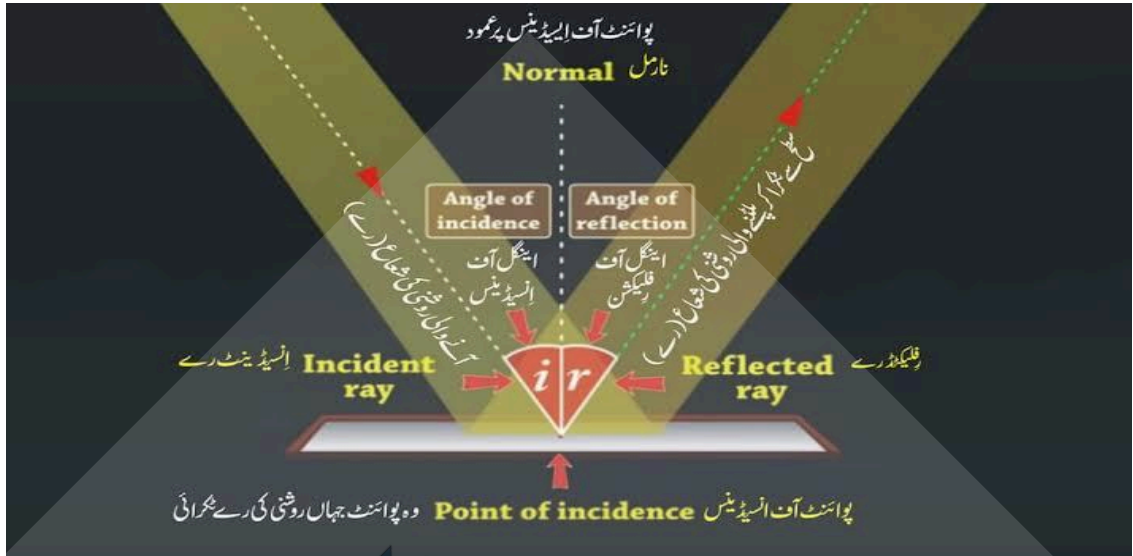 پوائنٹ آف اِیسیڈینس پر عمود
Normal نارمل
Angle of incidence
Angle of reflection
اینگل آف اِنسیڈینس
اینگل آف رِفلیکشن
آنے والی روشنی کی شعاع (رے)
سطح سے ٹکرا کر پلٹنے والی روشنی کی شعاع (رے)
Incident ray اِنسیڈینٹ رے
i r
Reflected ray رِفلیکٹڈ رے
Point of incidence پوائنٹ آف انسیڈینس وہ پوائنٹ جہاں روشنی کی رے ٹکرائی